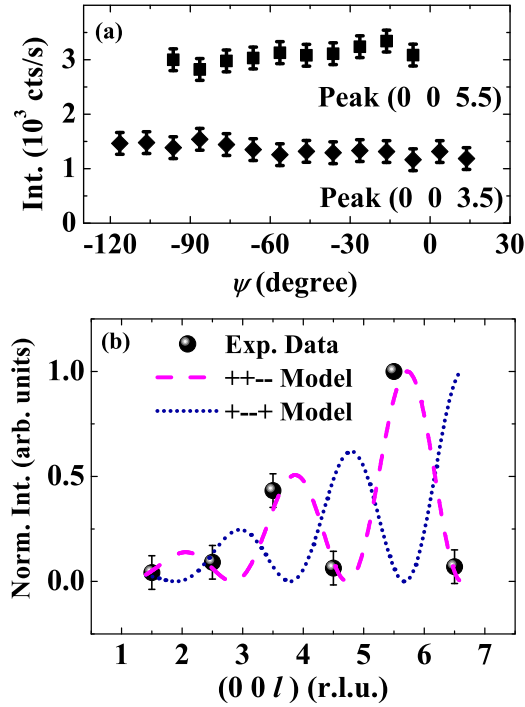 (a)
Int. (10³ cts/s)
4
3
2
1
0
Peak (0 0 5.5)
Peak (0 0 3.5)
-120 -90 -60 -30 0 30
ψ (degree)
(b)
Exp. Data
++-- Model
+--+ Model
Norm. Int. (arb. units)
1.0
0.5
0.0
1 2 3 4 5 6 7
(0 0 l) (r.l.u.)